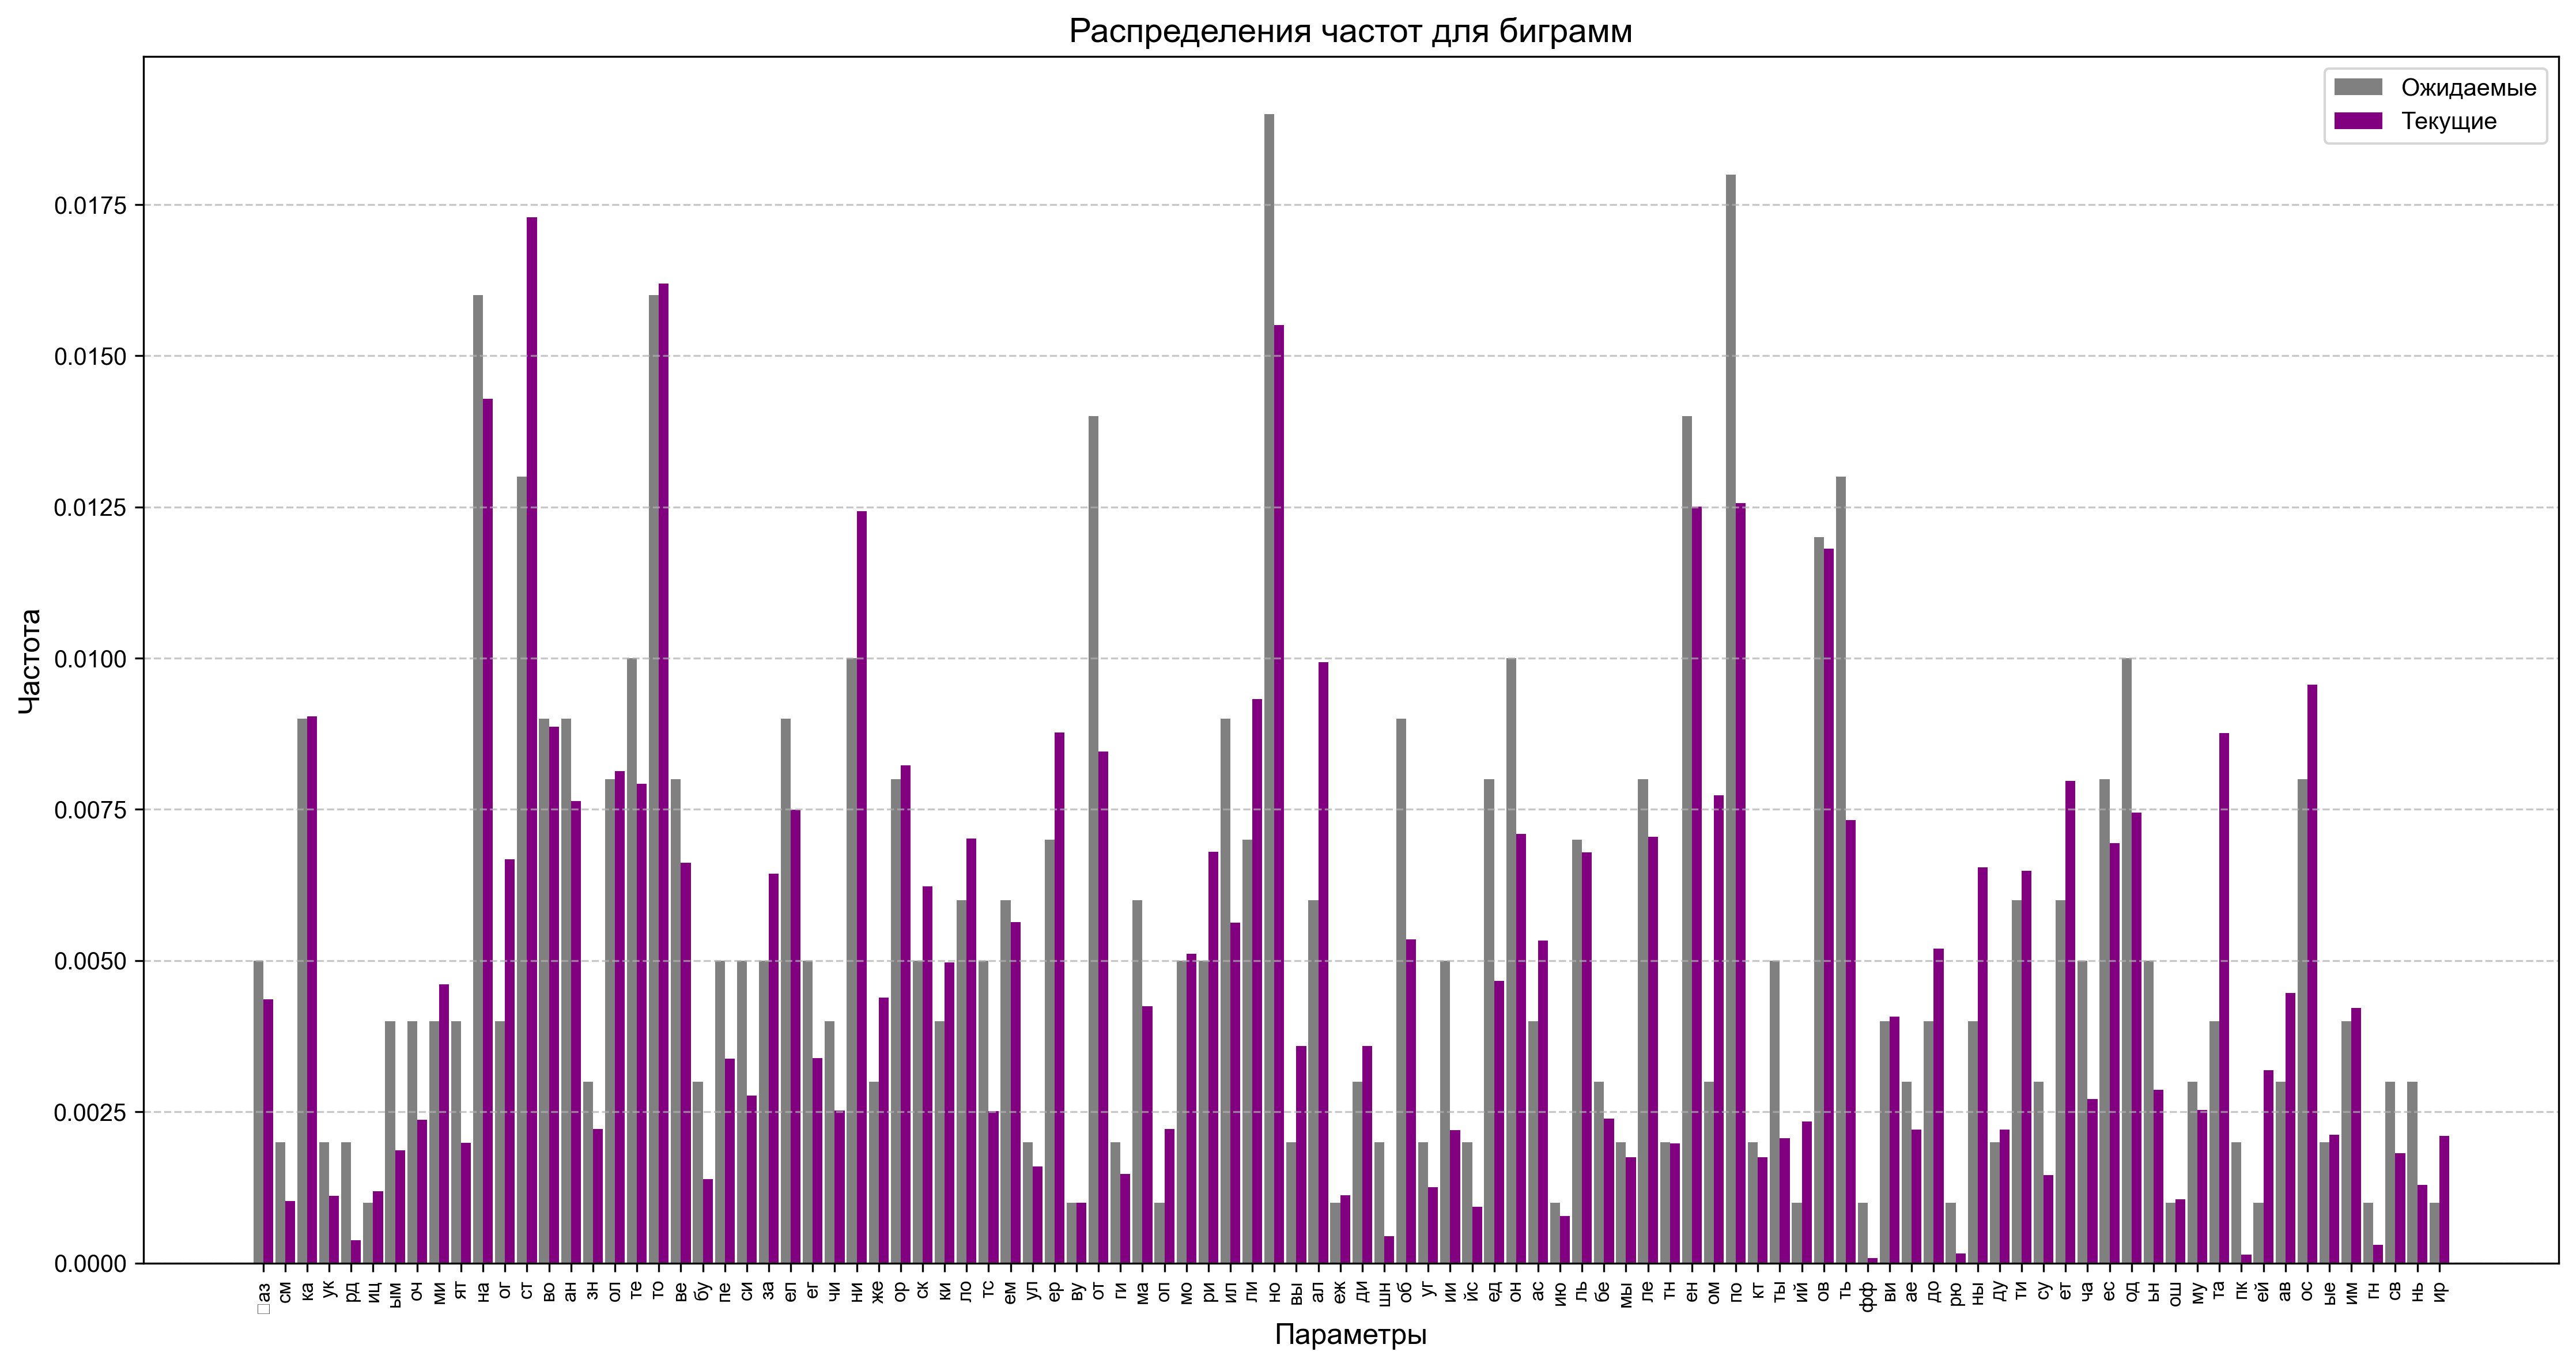 Распределения частот для биграмм
Ожидаемые
Текущие
Частота
0.0175
0.0150
0.0125
0.0100
0.0075
0.0050
0.0025
0.0000
аз см ка ук рд иц ым оч ми ят на ог ст во ан зн ол те то ве бу пе си за ел ег чи ни же ор ск ки ло тс ем ул ер ву от ги ма оп мо ри ил ли но вы ал еж ди шн об уг ии йс ед он ас ию ль бе мы ле тн ен ом по кт ты ий ов ть фф ви ае до рю ны ду ти су ет ча ес од ьн ош му та пк ей ав ос ые им гн св нь ир
Параметры